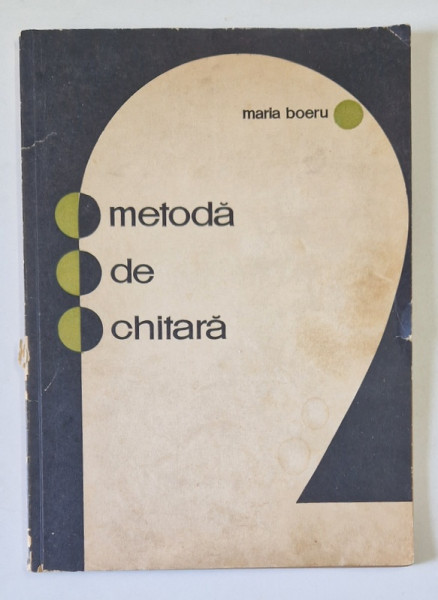 maria boeru
metodă
de
chitară